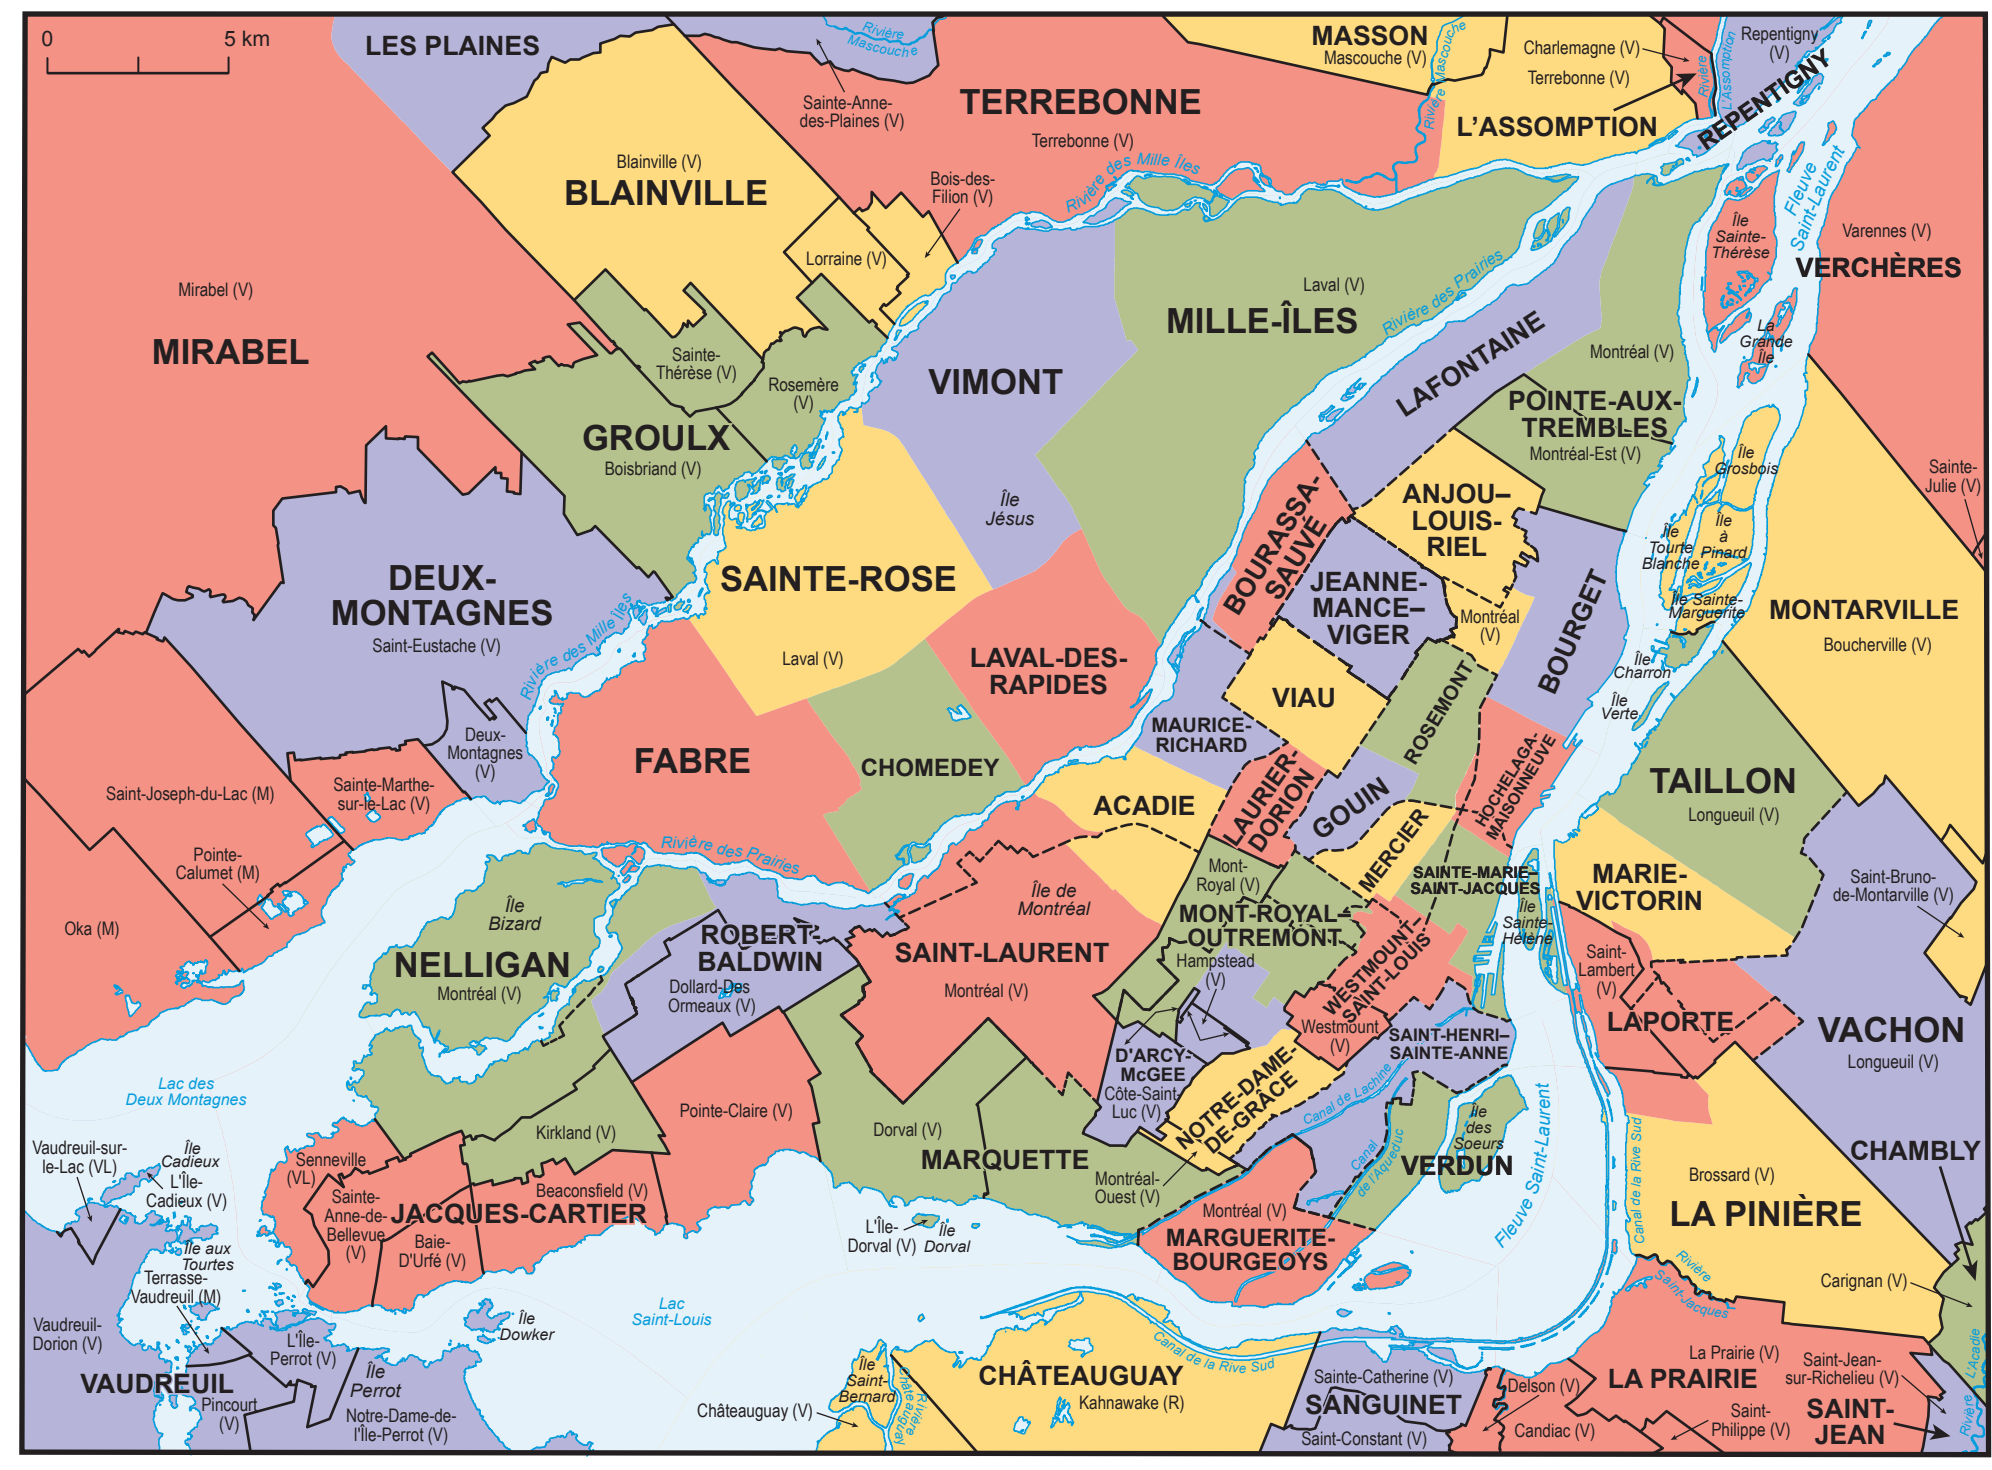 0
5 km
LES PLAINES
Rivière
Mascouche
Sainte-Anne-
des-Plaines (V)
TERREBONNE
Terrebonne (V)
MASSON
Mascouche (V)
Rivière Mascouche
Rivière Mascouche
Charlemagne (V)
Terrebonne (V)
L'ASSOMPTION
Rivière
L'Assomption
Repentigny
(V)
REPENTIGNY
Blainville (V)
BLAINVILLE
Bois-des-
Filion (V)
Lorraine (V)
Rivière des Mille Îles
Fleuve
Saint-Laurent
Île
Sainte-
Thérèse
Varennes (V)
VERCHÈRES
La
Grande
Île
Mirabel (V)
MIRABEL
Sainte-
Thérèse (V)
Rosemère
(V)
GROULX
Boisbriand (V)
VIMONT
Île
Jésus
Laval (V)
MILLE-ÎLES
Rivière des Prairies
LAFONTAINE
Montréal (V)
POINTE-AUX-
TREMBLES
Montréal-Est (V)
Île
Grosbois
Île
à
Pinard
Île
Tourte
Blanche
Île Sainte-
Marguerite
Sainte-
Julie (V)
MONTARVILLE
Boucherville (V)
DEUX-
MONTAGNES
Saint-Eustache (V)
Rivière des Mille Îles
SAINTE-ROSE
Laval (V)
BOURASSA-
SAUVÉ
ANJOU–
LOUIS-
RIEL
JEANNE-
MANCE–
VIGER
Montréal
(V)
BOURGET
Île
Charron
Île
Verte
LAVAL-DES-
RAPIDES
VIAU
ROSEMONT
MAURICE-
RICHARD
Deux-
Montagnes
(V)
FABRE
CHOMEDEY
ACADIE
LAURIER-
DORION
GOUIN
HOCHELAGA-
MAISONNEUVE
TAILLON
Longueuil (V)
Saint-Joseph-du-Lac (M)
Sainte-Marthe-
sur-le-Lac (V)
Pointe-
Calumet (M)
Oka (M)
Rivière des Prairies
Île
Bizard
NELLIGAN
Montréal (V)
ROBERT-
BALDWIN
Dollard-Des
Ormeaux (V)
Île de
Montréal
SAINT-LAURENT
Montréal (V)
Mont-
Royal (V)
MONT-ROYAL–
OUTREMONT
Hampstead
(V)
MERCIER
SAINTE-MARIE–
SAINT-JACQUES
Île
Sainte-
Hélène
MARIE-
VICTORIN
Saint-Bruno-
de-Montarville (V)
WESTMOUNT–
SAINT-LOUIS
Westmount
(V)
Saint-
Lambert
(V)
LAPORTE
VACHON
Longueuil (V)
SAINT-HENRI–
SAINTE-ANNE
D'ARCY-
McGEE
Côte-Saint-
Luc (V)
NOTRE-DAME-
DE-GRÂCE
Canal de Lachine
Canal
de l'Aqueduc
Île
des
Soeurs
VERDUN
Fleuve Saint-Laurent
Canal de la Rive Sud
Lac des
Deux Montagnes
Pointe-Claire (V)
Kirkland (V)
Dorval (V)
MARQUETTE
Montréal-
Ouest (V)
Montréal (V)
MARGUERITE-
BOURGEOYS
Brossard (V)
LA PINIÈRE
CHAMBLY
Vaudreuil-sur-
le-Lac (VL)
Île
Cadieux
L'Île-
Cadieux (V)
Île aux
Tourtes
Terrasse-
Vaudreuil (M)
Senneville
(VL)
Sainte-
Anne-de-
Bellevue
(V)
JACQUES-CARTIER
Beaconsfield (V)
Baie-
D'Urfé (V)
L'Île-
Dorval (V)
Île
Dorval
Rivière
Saint-Jacques
Carignan (V)
Vaudreuil-
Dorion (V)
VAUDREUIL
L'Île-
Perrot (V)
Pincourt
(V)
Île
Perrot
Notre-Dame-de-
l'Île-Perrot (V)
Île
Dowker
Lac
Saint-Louis
Île
Saint-
Bernard
Châteauguay (V)
Rivière
Châteauguay
CHÂTEAUGUAY
Kahnawake (R)
Canal de la Rive Sud
Sainte-Catherine (V)
SANGUINET
Saint-Constant (V)
Delson (V)
Candiac (V)
La Prairie (V)
LA PRAIRIE
Saint-
Philippe (V)
Saint-Jean-
sur-Richelieu (V)
SAINT-
JEAN
Rivière L'Acadie